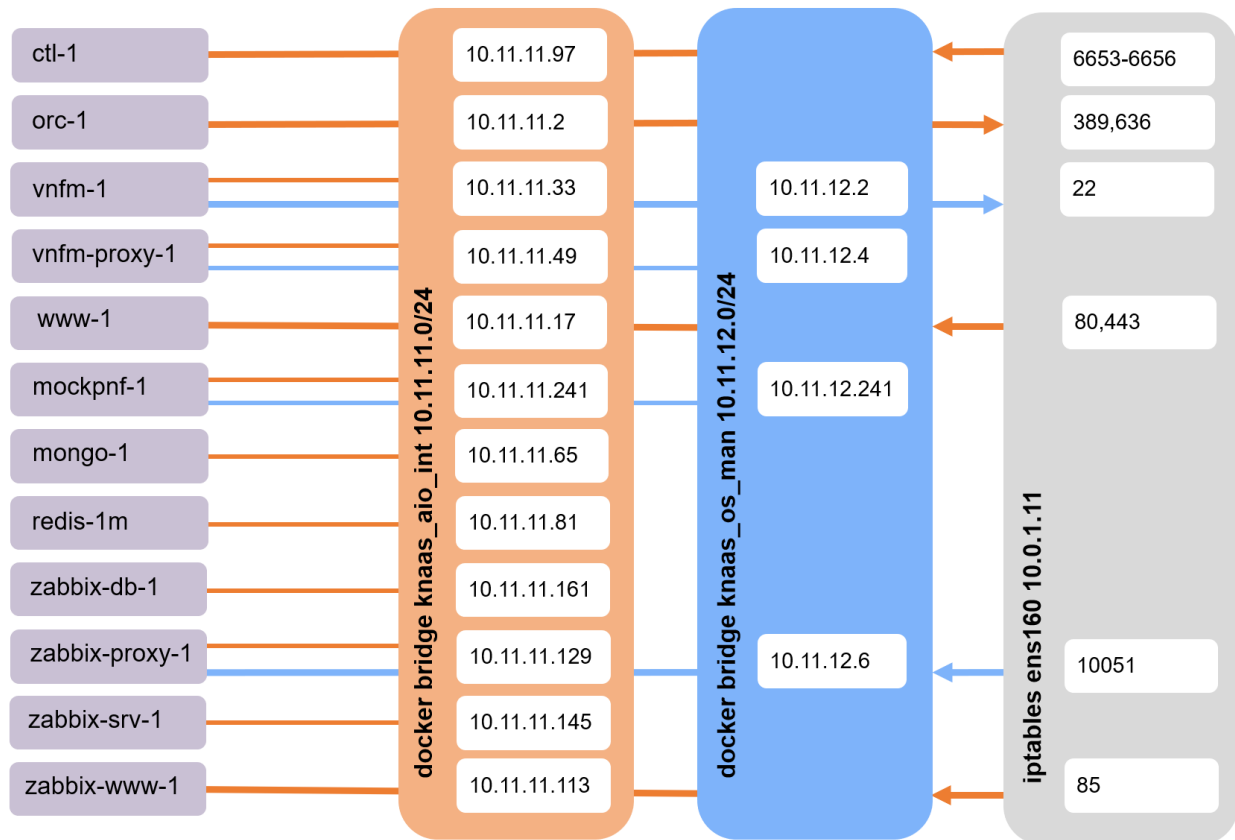 ctl-1
10.11.11.97
6653-6656
orc-1
10.11.11.2
389,636
vnfm-1
10.11.11.33
10.11.12.2
22
vnfm-proxy-1
10.11.11.49
10.11.12.4
www-1
10.11.11.17
80,443
mockpnf-1
10.11.11.241
10.11.12.241
mongo-1
10.11.11.65
redis-1m
10.11.11.81
zabbix-db-1
10.11.11.161
zabbix-proxy-1
10.11.11.129
10.11.12.6
10051
zabbix-srv-1
10.11.11.145
zabbix-www-1
10.11.11.113
85
docker bridge knaas_aio_int 10.11.11.0/24
docker bridge knaas_os_man 10.11.12.0/24
iptables ens160 10.0.1.11